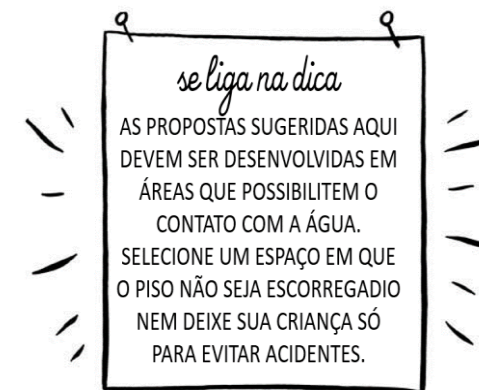 se liga na dica
AS PROPOSTAS SUGERIDAS AQUI
DEVEM SER DESENVOLVIDAS EM
ÁREAS QUE POSSIBILITEM O
CONTATO COM A ÁGUA.
SELECIONE UM ESPAÇO EM QUE
O PISO NÃO SEJA ESCORREGADIO
NEM DEIXE SUA CRIANÇA SÓ
PARA EVITAR ACIDENTES.